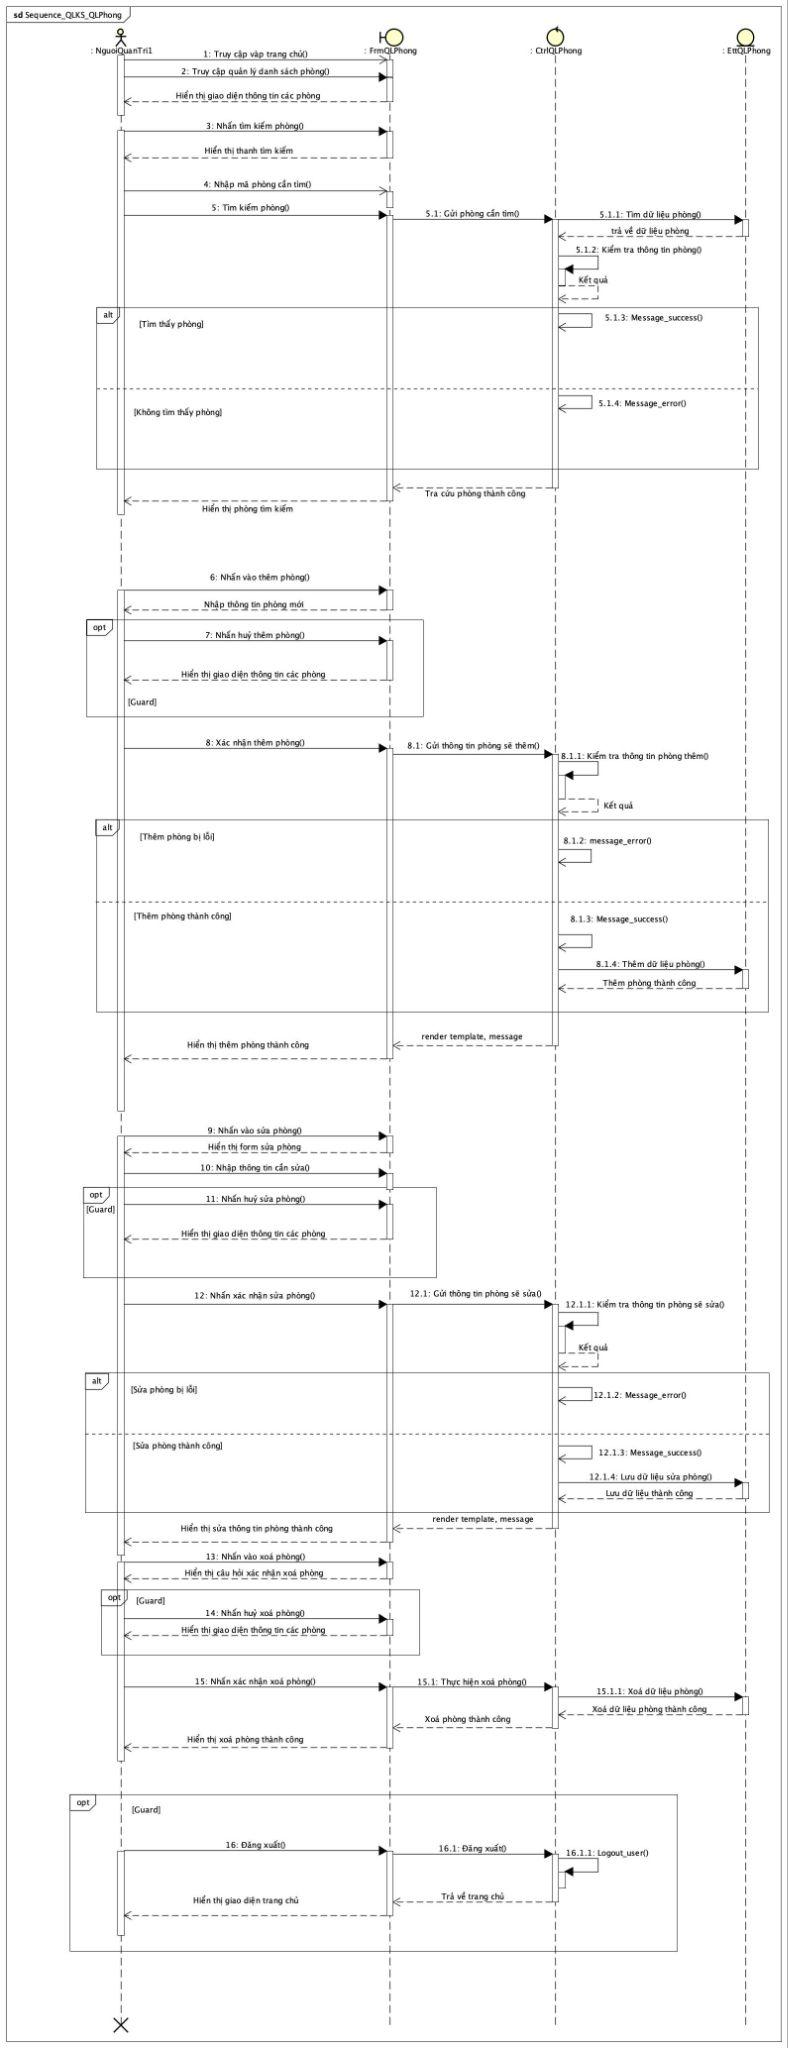 sd Sequence_QLKS_QLPhong
: NguoiQuanTri1
: FrmQLPhong
: CtrlQLPhong
: EttQLPhong
1: Truy cập vàp trang chủ()
2: Truy cập quản lý danh sách phòng()
Hiển thị giao diện thông tin các phòng
3: Nhấn tìm kiếm phòng()
Hiển thị thanh tìm kiếm
4: Nhập mã phòng cần tìm()
5: Tìm kiếm phòng()
5.1: Gửi phòng cần tìm()
5.1.1: Tìm dữ liệu phòng()
trả về dữ liệu phòng
5.1.2: Kiểm tra thông tin phòng()
Kết quả
alt
[Tìm thấy phòng]
5.1.3: Message_success()
5.1.4: Message_error()
[Không tìm thấy phòng]
Tra cứu phòng thành công
Hiển thị phòng tìm kiếm
6: Nhấn vào thêm phòng()
Nhập thông tin phòng mới
opt
7: Nhấn huỷ thêm phòng()
Hiển thị giao diện thông tin các phòng
[Guard]
8: Xác nhận thêm phòng()
8.1: Gửi thông tin phòng sẽ thêm()
8.1.1: Kiểm tra thông tin phòng thêm()
Kết quả
alt
[Thêm phòng bị lỗi]
8.1.2: message_error()
[Thêm phòng thành công]
8.1.3: Message_success()
8.1.4: Thêm dữ liệu phòng()
Thêm phòng thành công
render template, message
Hiển thị thêm phòng thành công
9: Nhấn vào sửa phòng()
Hiển thị form sửa phòng
10: Nhập thông tin cần sửa()
opt
[Guard]
11: Nhấn huỷ sửa phòng()
Hiển thị giao diện thông tin các phòng
12: Nhấn xác nhận sửa phòng()
12.1: Gửi thông tin phòng sẽ sửa()
12.1.1: Kiểm tra thông tin phòng sẽ sửa()
Kết quả
alt
[Sửa phòng bị lỗi]
12.1.2: Message_error()
[Sửa phòng thành công]
12.1.3: Message_success()
12.1.4: Lưu dữ liệu sửa phòng()
Lưu dữ liệu thành công
render template, message
Hiển thị sửa thông tin phòng thành công
13: Nhấn vào xoá phòng()
Hiển thị câu hỏi xác nhận xoá phòng
opt
[Guard]
14: Nhấn huỷ xoá phòng()
Hiển thị giao diện thông tin các phòng
15: Nhấn xác nhận xoá phòng()
15.1: Thực hiện xoá phòng()
15.1.1: Xoá dữ liệu phòng()
Xoá dữ liệu phòng thành công
Xoá phòng thành công
Hiển thị xoá phòng thành công
opt
[Guard]
16: Đăng xuất()
16.1: Đăng xuất()
16.1.1: Logout_user()
Trả về trang chủ
Hiển thị giao diện trang chủ